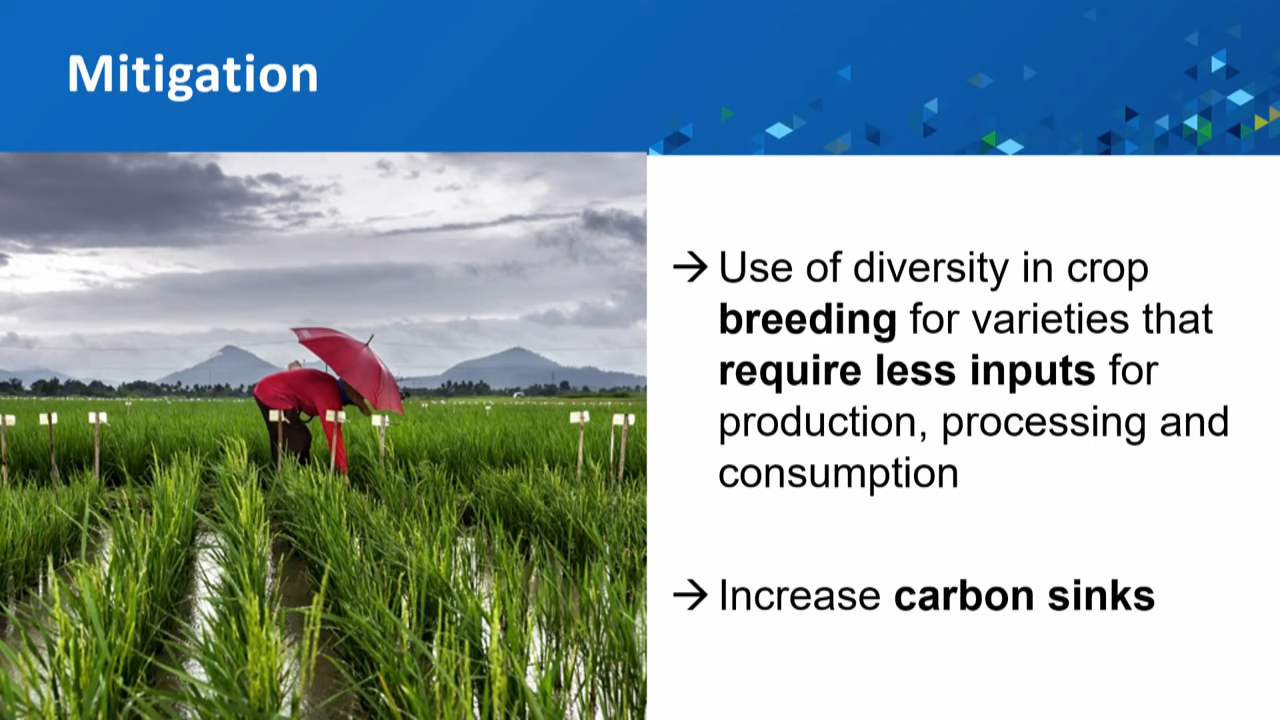 Mitigation
→ Use of diversity in crop
breeding for varieties that
require less inputs for
production, processing and
consumption
→ Increase carbon sinks